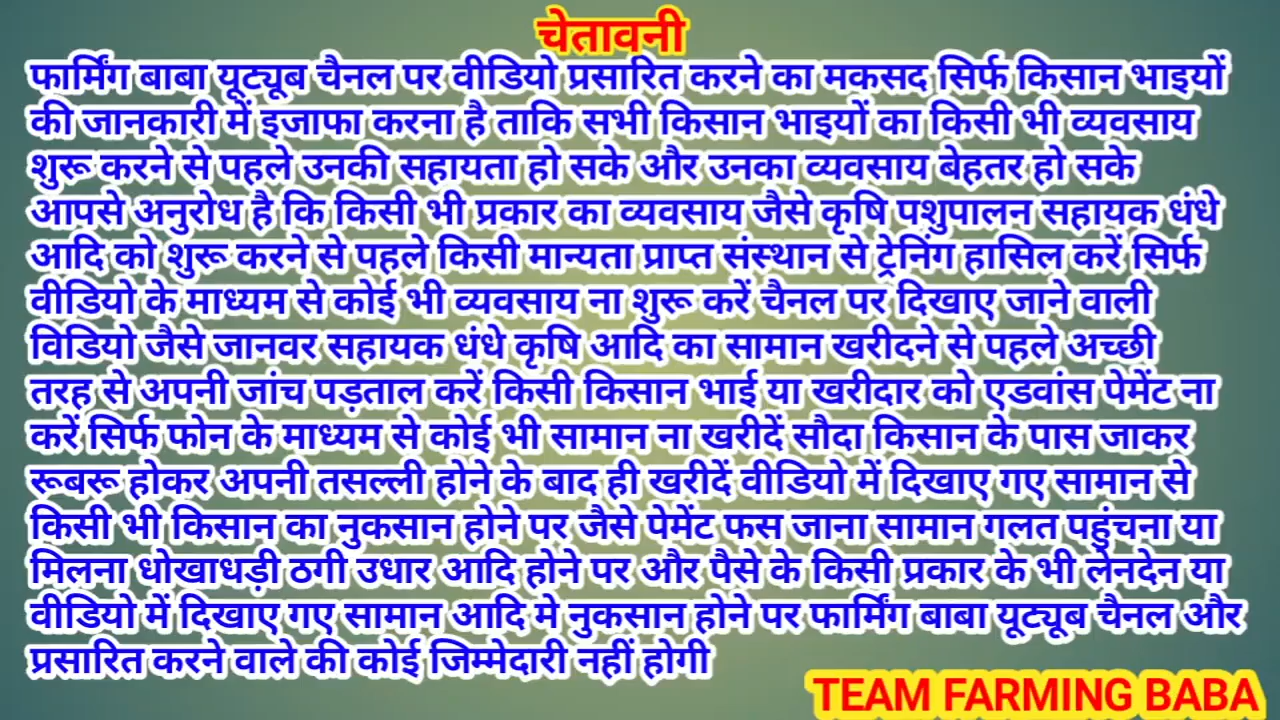 चेतावनी
फार्मिंग बाबा यूट्यूब चैनल पर वीडियो प्रसारित करने का मकसद सिर्फ किसान भाइयों
की जानकारी में इजाफा करना है ताकि सभी किसान भाइयों का किसी भी व्यवसाय
शुरू करने से पहले उनकी सहायता हो सके और उनका व्यवसाय बेहतर हो सके
आपसे अनुरोध है कि किसी भी प्रकार का व्यवसाय जैसे कृषि पशुपालन सहायक धंधे
आदि को शुरू करने से पहले किसी मान्यता प्राप्त संस्थान से ट्रेनिंग हासिल करें सिर्फ
वीडियो के माध्यम से कोई भी व्यवसाय ना शुरू करें चैनल पर दिखाए जाने वाली
विडियो जैसे जानवर सहायक धंधे कृषि आदि का सामान खरीदने से पहले अच्छी
तरह से अपनी जांच पड़ताल करें किसी किसान भाई या खरीदार को एडवांस पेमेंट ना
करें सिर्फ फोन के माध्यम से कोई भी सामान ना खरीदें सौदा किसान के पास जाकर
रूबरू होकर अपनी तसल्ली होने के बाद ही खरीदें वीडियो में दिखाए गए सामान से
किसी भी किसान का नुकसान होने पर जैसे पेमेंट फस जाना सामान गलत पहुंचना या
मिलना धोखाधड़ी ठगी उधार आदि होने पर और पैसे के किसी प्रकार के भी लेनदेन या
वीडियो में दिखाए गए सामान आदि मे नुकसान होने पर फार्मिंग बाबा यूट्यूब चैनल और
प्रसारित करने वाले की कोई जिम्मेदारी नहीं होगी
TEAM FARMING BABA